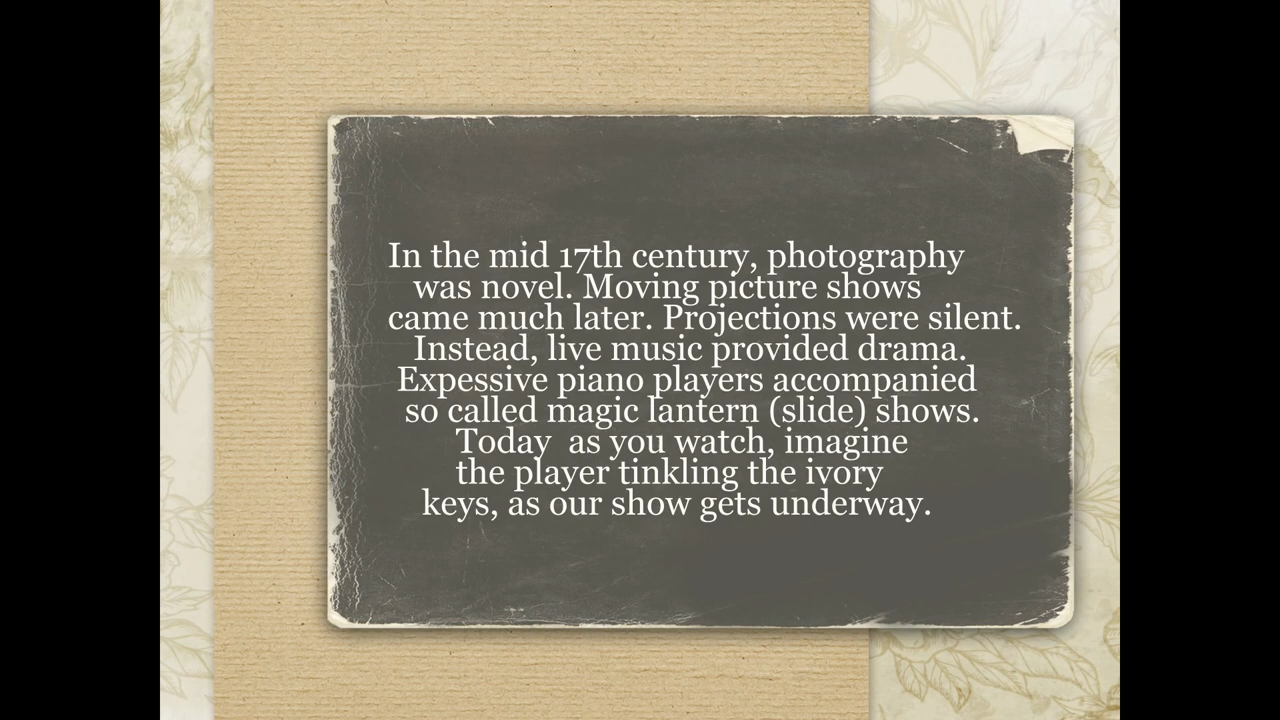 In the mid 17th century, photography
was novel. Moving picture shows
came much later. Projections were silent.
Instead, live music provided drama.
Expessive piano players accompanied
so called magic lantern (slide) shows.
Today  as you watch, imagine
the player tinkling the ivory
keys, as our show gets underway.